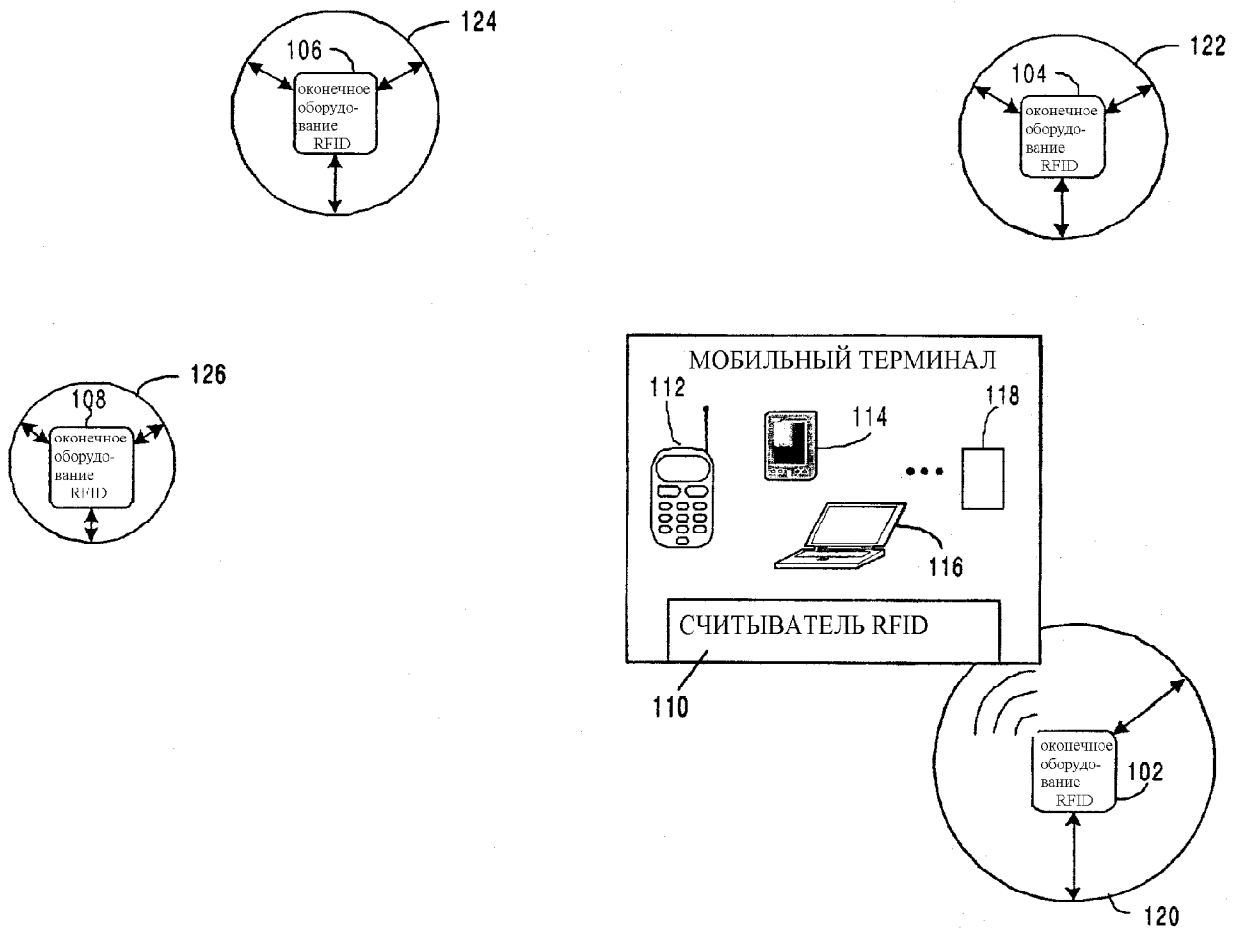 124
106
оконечное
оборудо-
вание
RFID
122
104
оконечное
оборудо-
вание
RFID
126
108
оконечное
оборудо-
вание
RFID
МОБИЛЬНЫЙ ТЕРМИНАЛ
112
114
118
116
СЧИТЫВАТЕЛЬ RFID
110
оконечное
оборудо-
вание
RFID
102
120